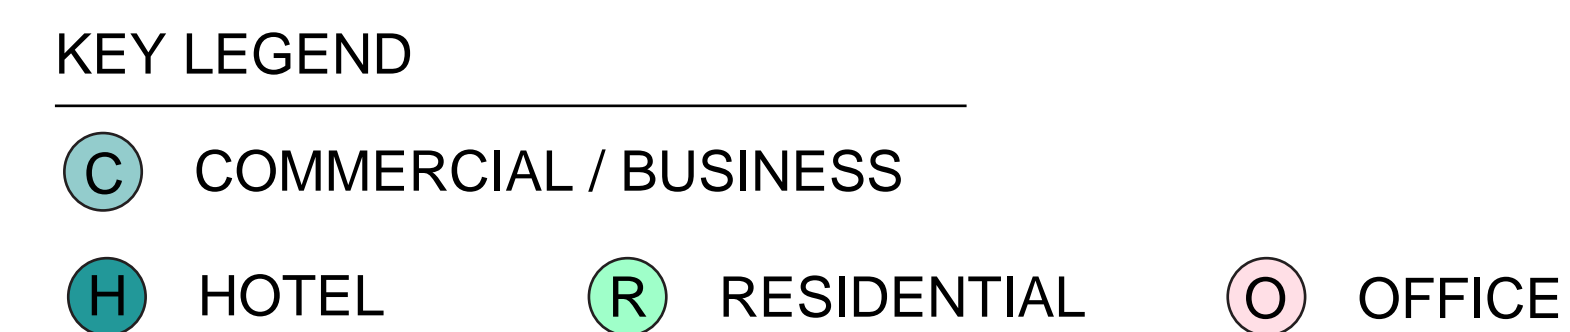 KEY LEGEND
C COMMERCIAL / BUSINESS
H HOTEL R RESIDENTIAL O OFFICE